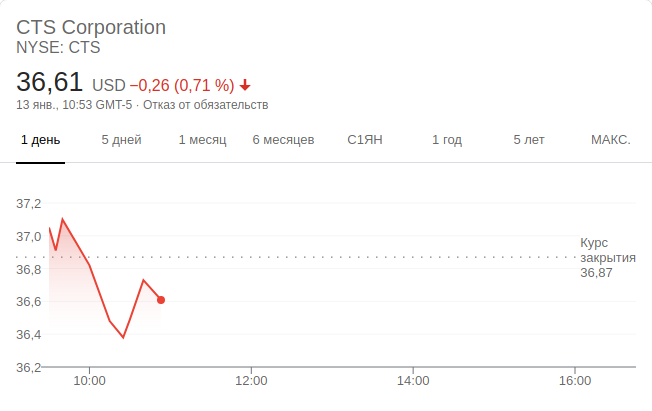 CTS Corporation
NYSE: CTS
36,61 USD −0,26 (0,71 %)
13 янв., 10:53 GMT-5 · Отказ от обязательств
1 день 5 дней 1 месяц 6 месяцев С1ЯН 1 год 5 лет МАКС.
37,2
37,0
36,8
36,6
36,4
36,2
Курс
закрытия
36,87
10:00 12:00 14:00 16:00